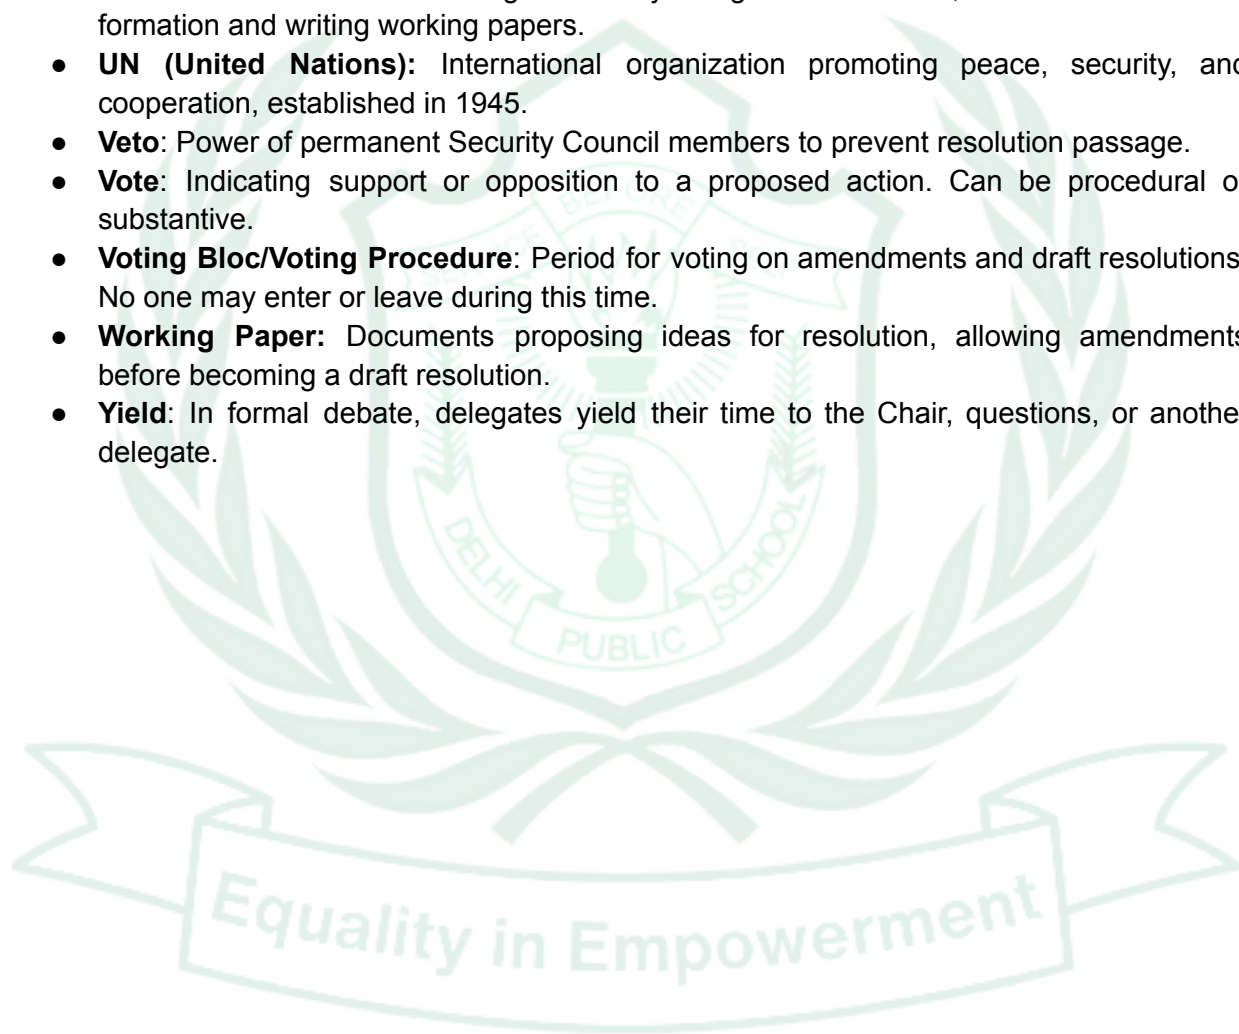 formation and writing working papers.
● UN (United Nations): International organization promoting peace, security, and
cooperation, established in 1945.
● Veto: Power of permanent Security Council members to prevent resolution passage.
● Vote: Indicating support or opposition to a proposed action. Can be procedural
substantive.
● Voting Bloc/Voting Procedure: Period for voting on amendments and draft resolutions
No one may enter or leave during this time.
● Working Paper: Documents proposing ideas for resolution, allowing amendments
before becoming a draft resolution.
● Yield: In formal debate, delegates yield their time to the Chair, questions, or
delegate.
SERVICE BEFORE SELF
DELHI PUBLIC SCHOOL
Equality in Empowerment